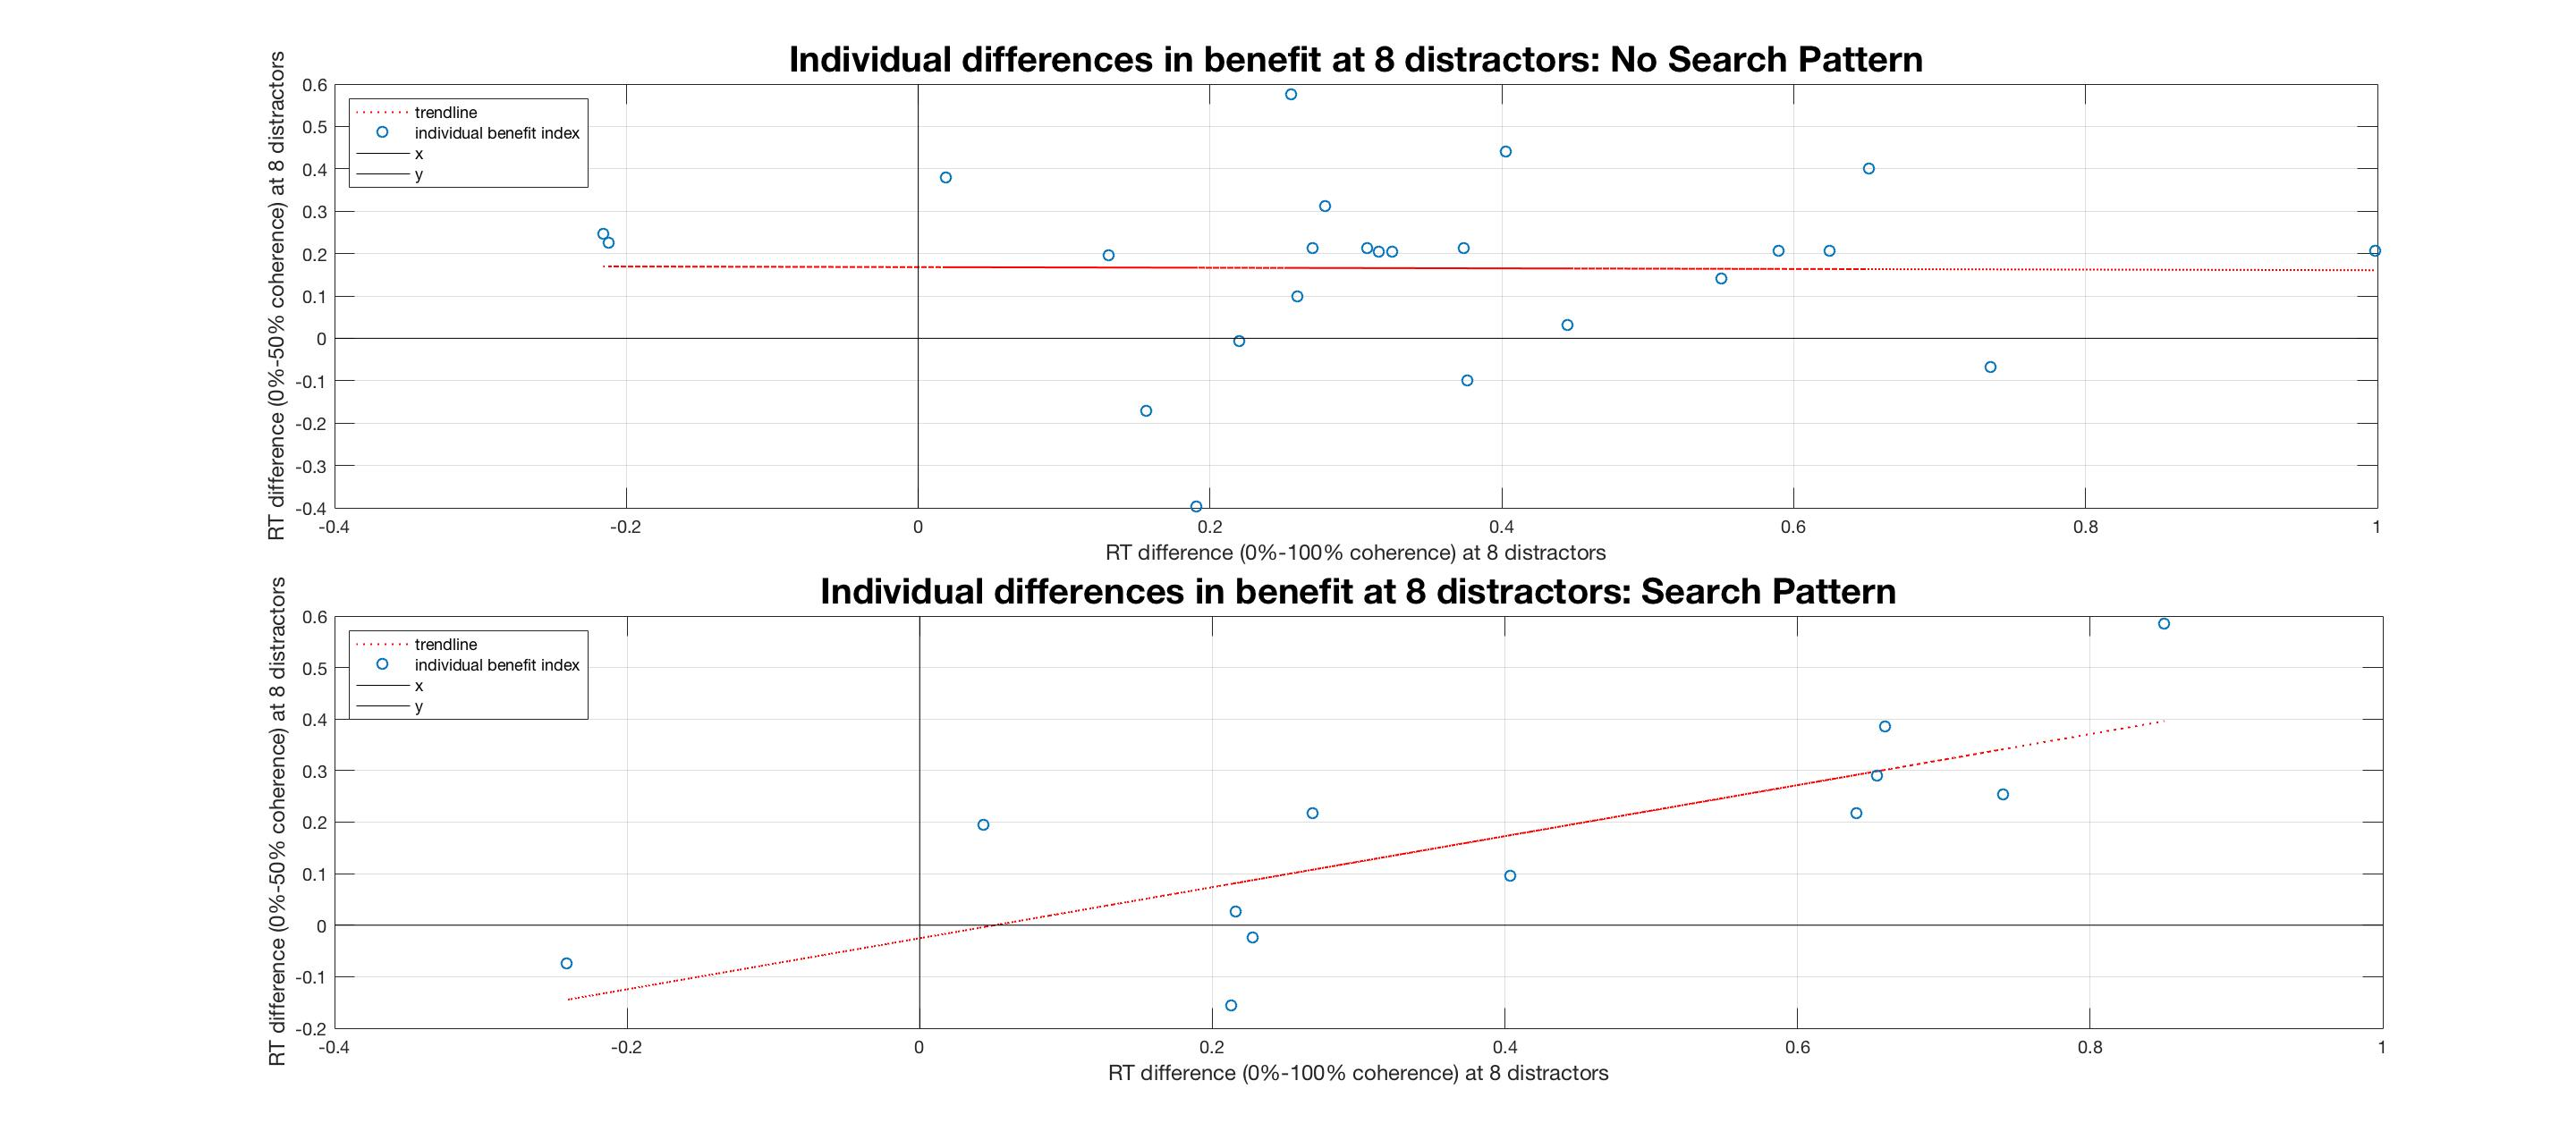 Individual differences in benefit at 8 distractors: No Search Pattern
RT difference (0%-50% coherence) at 8 distractors
0.6
0.5
0.4
0.3
0.2
0.1
0
-0.1
-0.2
-0.3
-0.4
trendline
individual benefit index
x
y
-0.4 -0.2 0 0.2 0.4 0.6 0.8 1
RT difference (0%-100% coherence) at 8 distractors
Individual differences in benefit at 8 distractors: Search Pattern
RT difference (0%-50% coherence) at 8 distractors
0.6
0.5
0.4
0.3
0.2
0.1
0
-0.1
-0.2
trendline
individual benefit index
x
y
-0.4 -0.2 0 0.2 0.4 0.6 0.8 1
RT difference (0%-100% coherence) at 8 distractors